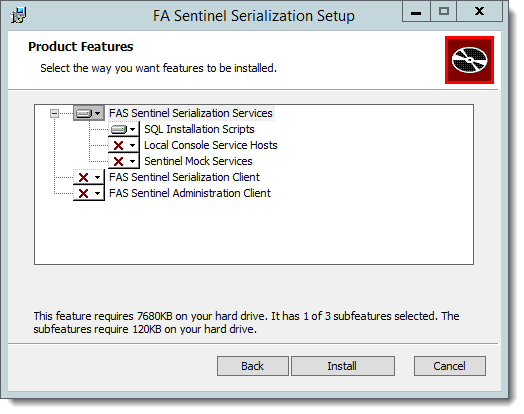 FA Sentinel Serialization Setup
Product Features
Select the way you want features to be installed.
FAS Sentinel Serialization Services
SQL Installation Scripts
Local Console Service Hosts
Sentinel Mock Services
FAS Sentinel Serialization Client
FAS Sentinel Administration Client
This feature requires 7680KB on your hard drive. It has 1 of 3 subfeatures selected. The
subfeatures require 120KB on your hard drive.
Back Install Cancel